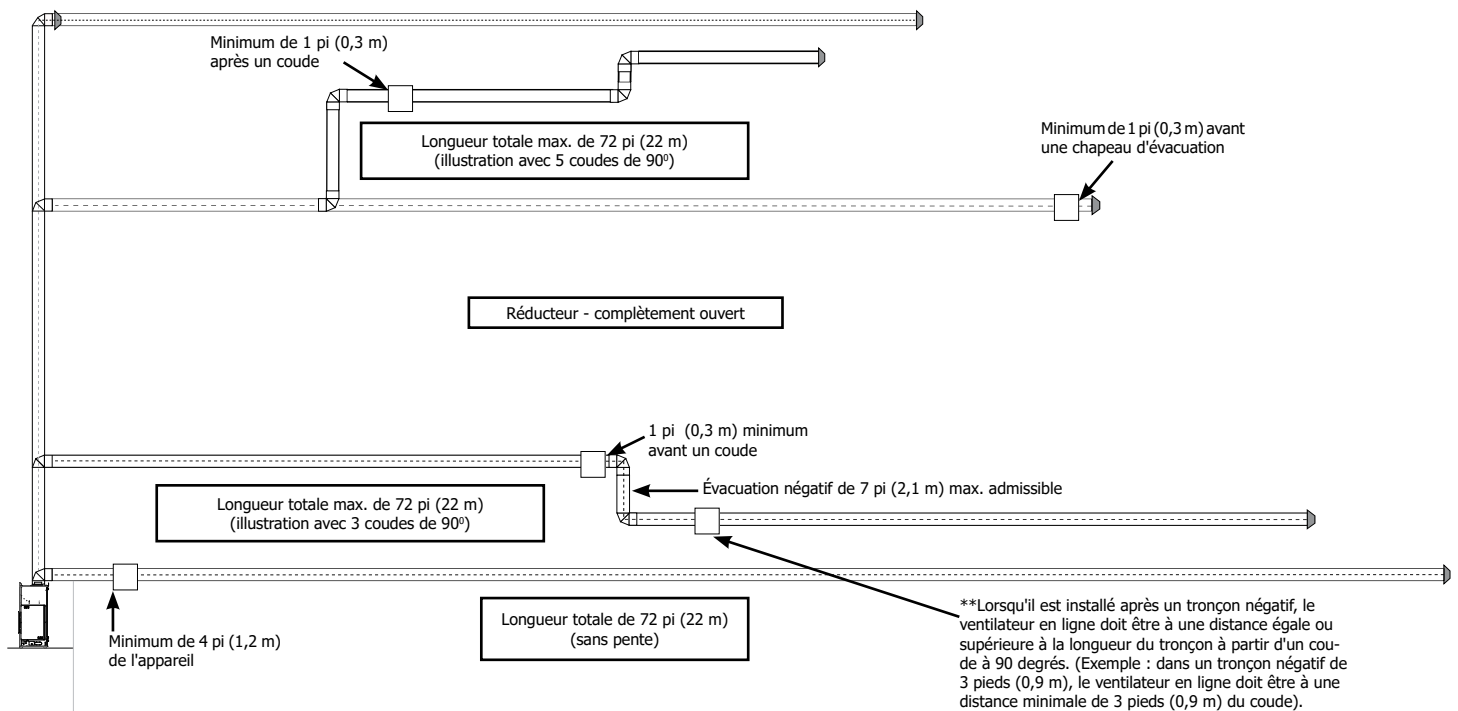 Minimum de 1 pi (0,3 m)
après un coude
Longueur totale max. de 72 pi (22 m)
(illustration avec 5 coudes de 90⁰)
Minimum de 1 pi (0,3 m) avant
une chapeau d'évacuation
Réducteur - complètement ouvert
1 pi (0,3 m) minimum
avant un coude
Évacuation négatif de 7 pi (2,1 m) max. admissible
Longueur totale max. de 72 pi (22 m)
(illustration avec 3 coudes de 90⁰)
Minimum de 4 pi (1,2 m)
de l'appareil
Longueur totale de 72 pi (22 m)
(sans pente)
**Lorsqu'il est installé après un tronçon négatif, le
ventilateur en ligne doit être à une distance égale ou
supérieure à la longueur du tronçon à partir d'un cou-
de à 90 degrés. (Exemple : dans un tronçon négatif de
3 pieds (0,9 m), le ventilateur en ligne doit être à une
distance minimale de 3 pieds (0,9 m) du coude).